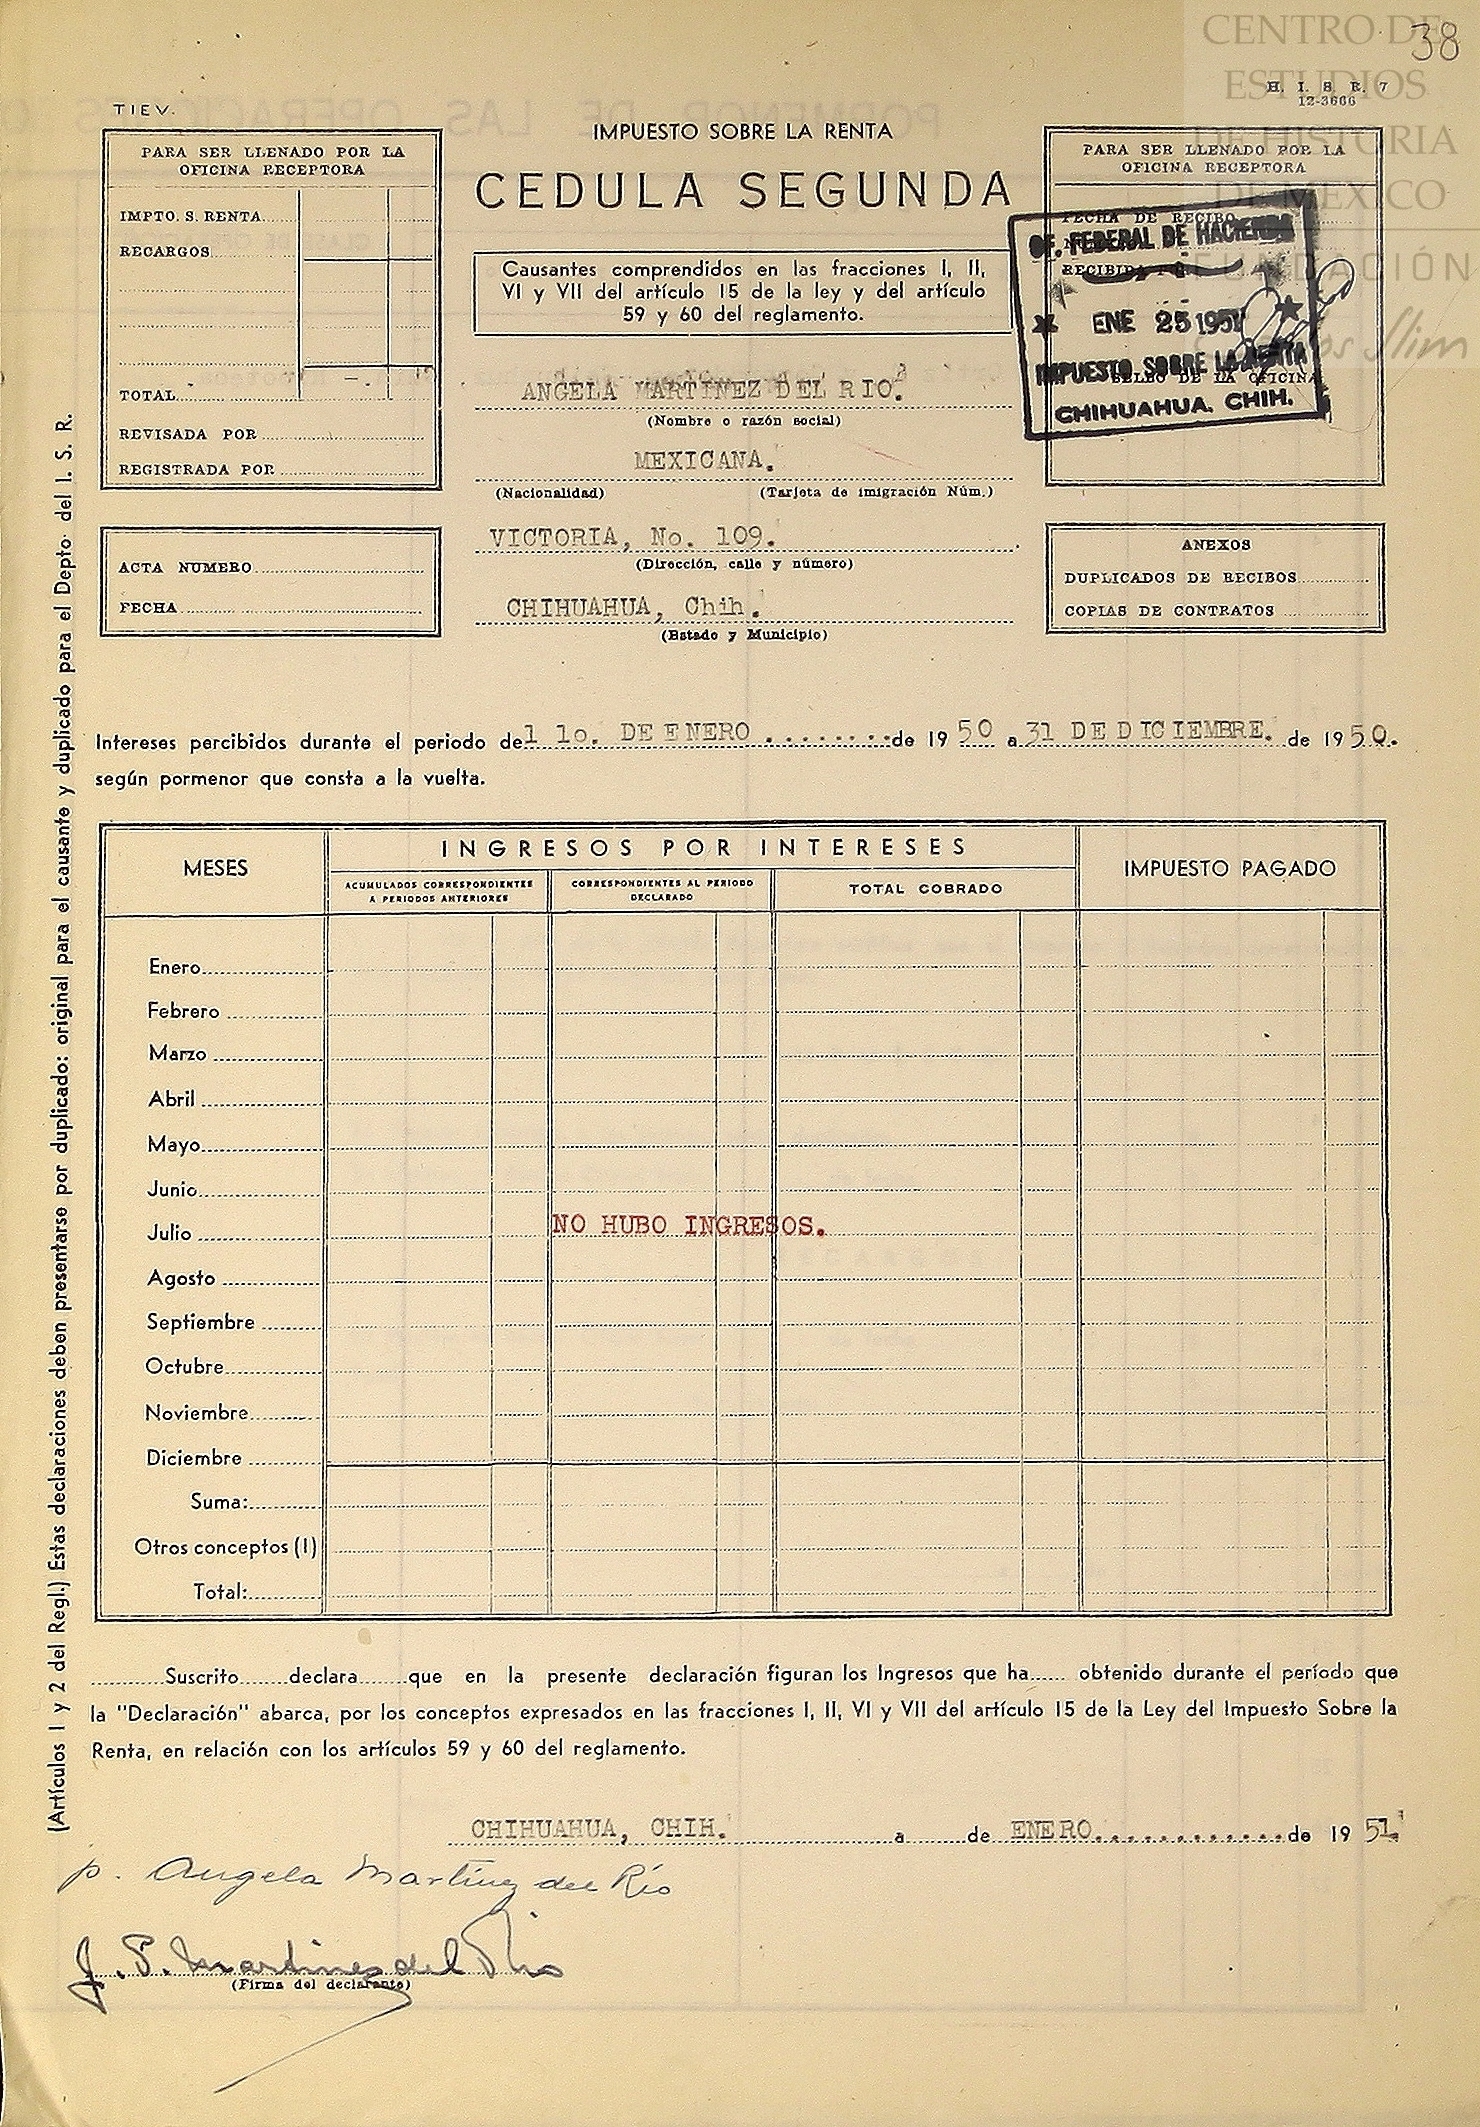 CENTRO DE
ESTUDIOS
DE HISTORIA
DE MEXICO
FUNDACIÓN
Carlos Slim
38
H. I. S. R. 7
12-3666
TIEV.
PARA SER LLENADO POR LA
OFICINA RECEPTORA
IMPTO. S. RENTA
RECARGOS
TOTAL
REVISADA POR
REGISTRADA POR
ACTA NUMERO
FECHA
IMPUESTO SOBRE LA RENTA
CEDULA SEGUNDA
Causantes comprendidos en las fracciones I, II,
VI y VII del artículo 15 de la ley y del artículo
59 y 60 del reglamento.
ANGELA MARTINEZ DEL RIO.
(Nombre o razón social)
MEXICANA.
(Nacionalidad) (Tarjeta de imigración Núm.)
VICTORIA, No. 109.
(Dirección, calle y número)
CHIHUAHUA, Chih.
(Estado y Municipio)
PARA SER LLENADO POR LA
OFICINA RECEPTORA
FECHA DE RECIBO
RECIBIDA
SELLO DE LA OFICINA
OF. FEDERAL DE HACIENDA
ENE 25 1951
IMPUESTO SOBRE LA RENTA
CHIHUAHUA. CHIH.
ANEXOS
DUPLICADOS DE RECIBOS
COPIAS DE CONTRATOS
Intereses percibidos durante el periodo del 1o. DE ENERO ........de 1950 a 31 DE DICIEMBRE. de 1950.
según pormenor que consta a la vuelta.
MESES
INGRESOS POR INTERESES
IMPUESTO PAGADO
ACUMULADOS CORRESPONDIENTES
A PERIODOS ANTERIORES
CORRESPONDIENTES AL PERIODO
DECLARADO
TOTAL COBRADO
Enero
Febrero
Marzo
Abril
Mayo
Junio
Julio NO HUBO INGRESOS.
Agosto
Septiembre
Octubre
Noviembre
Diciembre
Suma:
Otros conceptos (1)
Total:
(Artículos 1 y 2 del Regl.) Estas declaraciones deben presentarse por duplicado: original para el causante y duplicado para el Depto. del I. S. R.
..........Suscrito......declara......que en la presente declaración figuran los Ingresos que ha...... obtenido durante el período que
la "Declaración" abarca, por los conceptos expresados en las fracciones I, II, VI y VII del artículo 15 de la Ley del Impuesto Sobre la
Renta, en relación con los artículos 59 y 60 del reglamento.
CHIHUAHUA, CHIH. a de ENERO............de 1951.
p. Angela Martínez del Río
J. P. Martinez del Rio
(Firma del declarante)